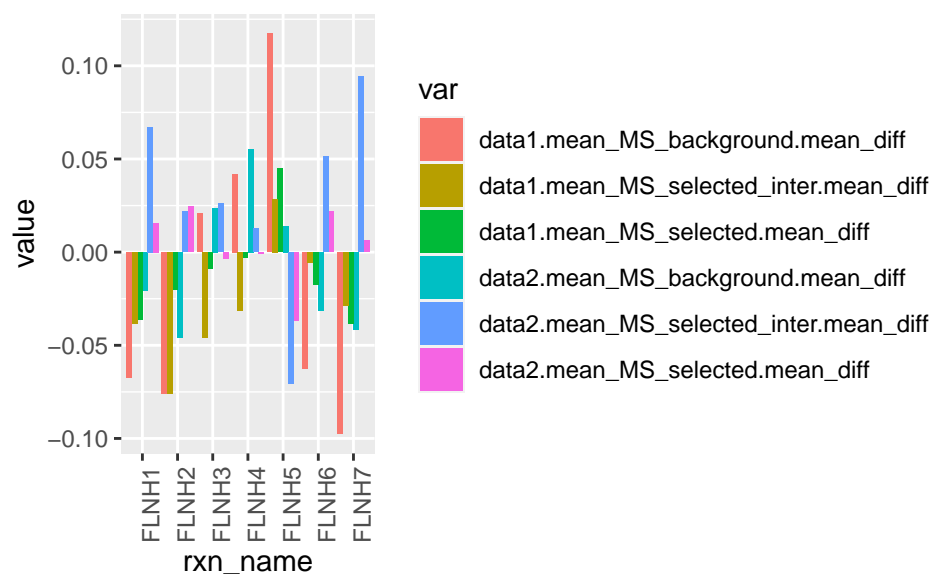 value
0.10
0.05
0.00
−0.05
−0.10
FLNH1
FLNH2
FLNH3
FLNH4
FLNH5
FLNH6
FLNH7
rxn_name
var
data1.mean_MS_background.mean_diff
data1.mean_MS_selected_inter.mean_diff
data1.mean_MS_selected.mean_diff
data2.mean_MS_background.mean_diff
data2.mean_MS_selected_inter.mean_diff
data2.mean_MS_selected.mean_diff